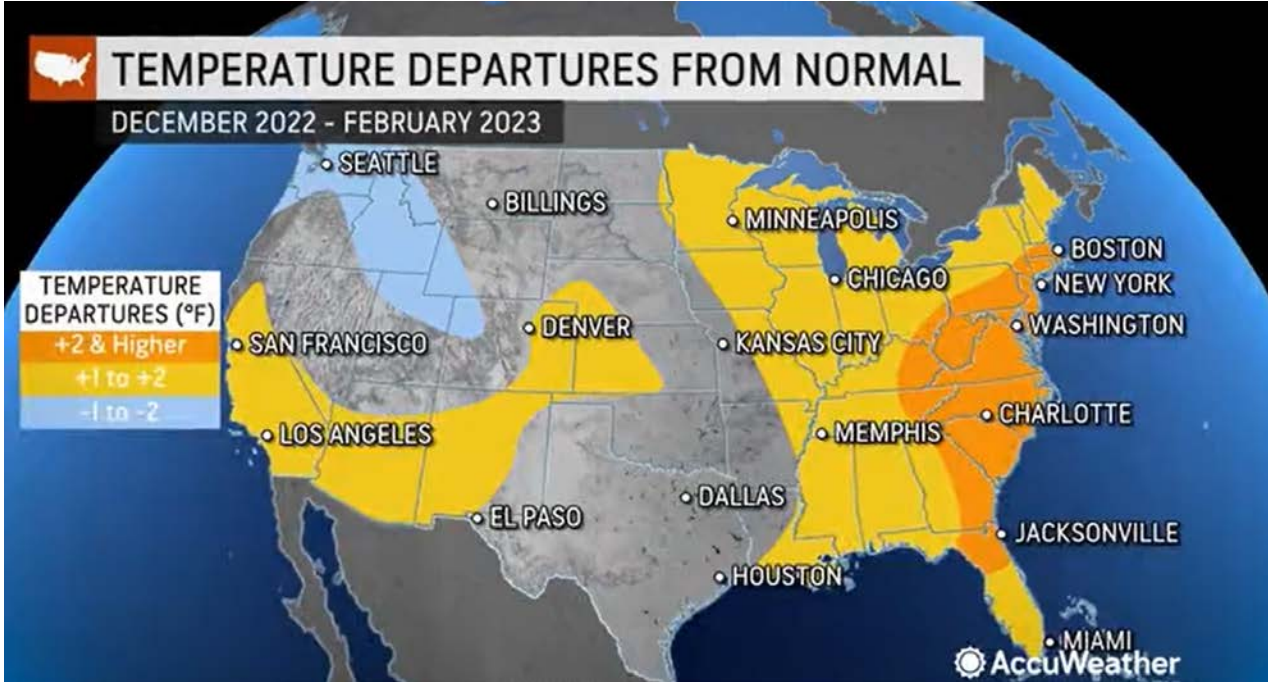 TEMPERATURE DEPARTURES FROM NORMAL
DECEMBER 2022 - FEBRUARY 2023
SEATTLE
BILLINGS
MINNEAPOLIS
BOSTON
TEMPERATURE
DEPARTURES (°F)
+2 & Higher
+1 to +2
-1 to -2
CHICAGO
NEW YORK
DENVER
WASHINGTON
SAN FRANCISCO
KANSAS CITY
CHARLOTTE
LOS ANGELES
MEMPHIS
DALLAS
EL PASO
JACKSONVILLE
HOUSTON
MIAMI
AccuWeather